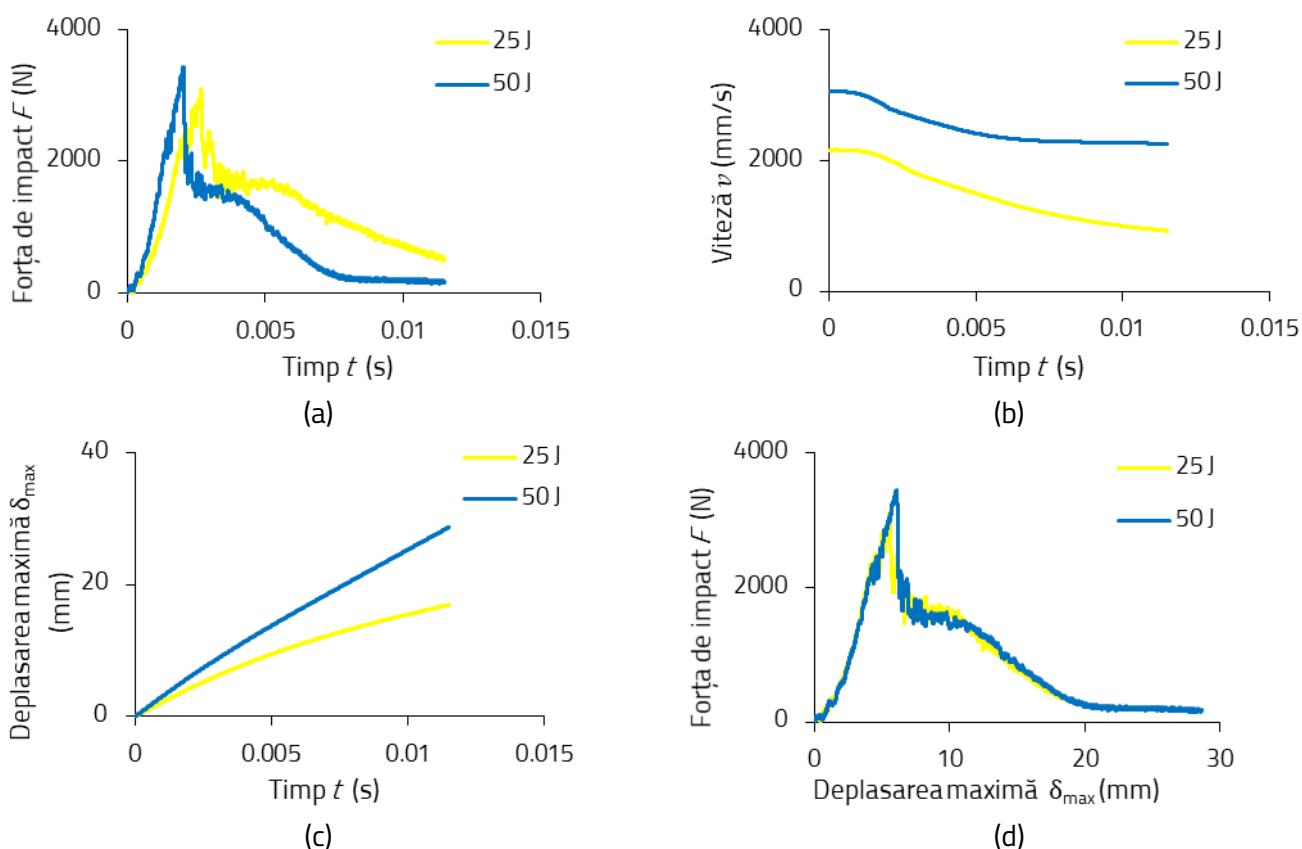 4000
25 J
50 J
2000
0
Forța de impact F (N)
0
0.005
0.01
0.015
Timp t (s)
(a)
4000
25 J
50 J
2000
0
Viteză v (mm/s)
0
0.005
0.01
0.015
Timp t (s)
(b)
40
25 J
50 J
20
0
Deplasarea maximă δmax
(mm)
0
0.005
0.01
0.015
Timp t (s)
(c)
4000
25 J
50 J
2000
0
Forța de impact F (N)
0
10
20
30
Deplasarea maximă δmax (mm)
(d)